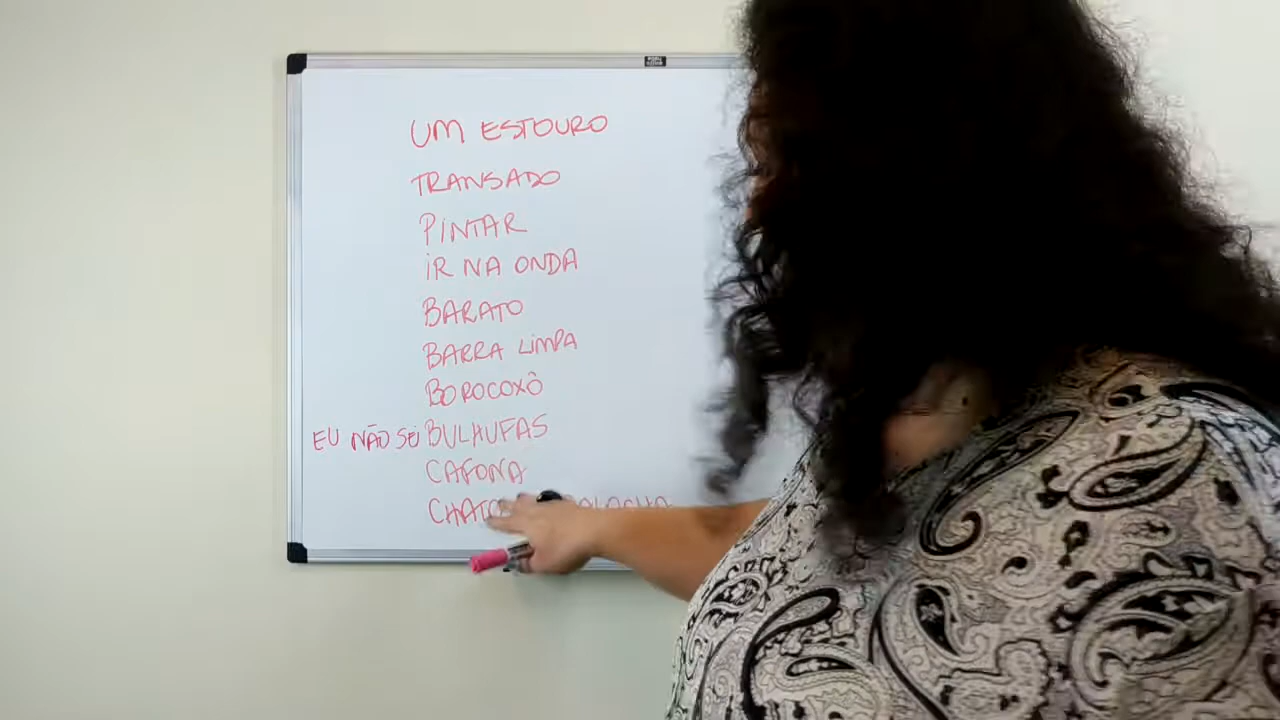 UM ESTOURO
TRANSADO
PINTAR
IR NA ONDA
BARATO
BARRA LIMPA
BOROCOXÔ
EU NÃO SEI BULHUFAS
CAFONA